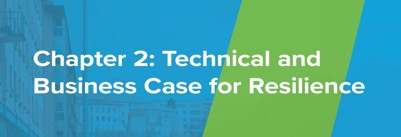 Chapter 2: Technical and
Business Case for Resilience